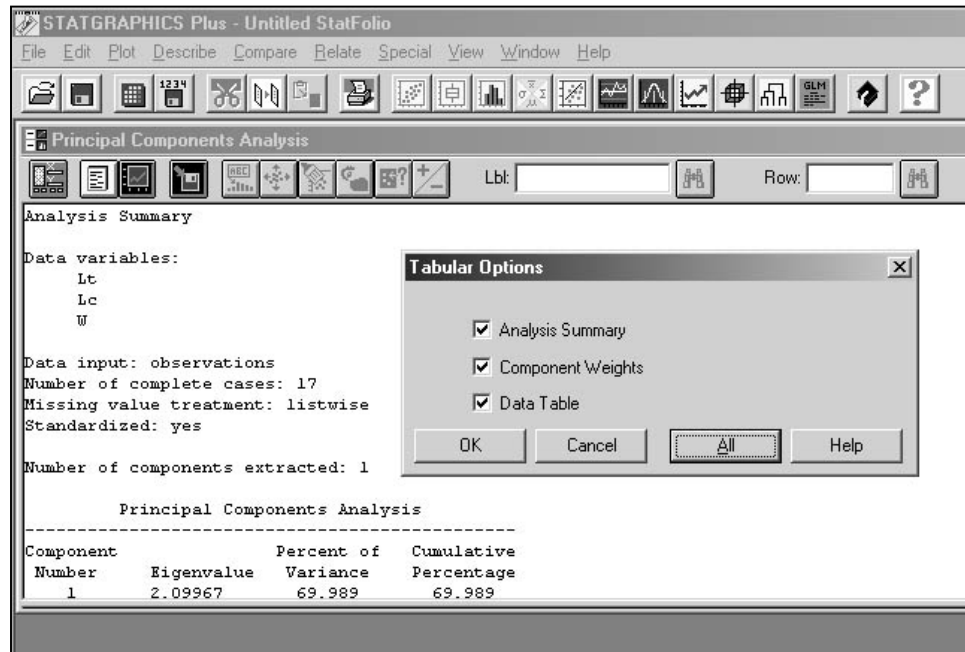 STATGRAPHICS Plus - Untitled StatFolio
File Edit Plot Describe Compare Relate Special View Window Help
1234
GLM
Principal Components Analysis
ABC
Lbl:
Row:
Analysis Summary
Data variables:
Lt
Lc
W
Data input: observations
Number of complete cases: 17
Missing value treatment: listwise
Standardized: yes
Number of components extracted: 1
Principal Components Analysis
Component Percent of Cumulative
Number Eigenvalue Variance Percentage
1 2.09967 69.989 69.989
Tabular Options
Analysis Summary
Component Weights
Data Table
OK Cancel All Help